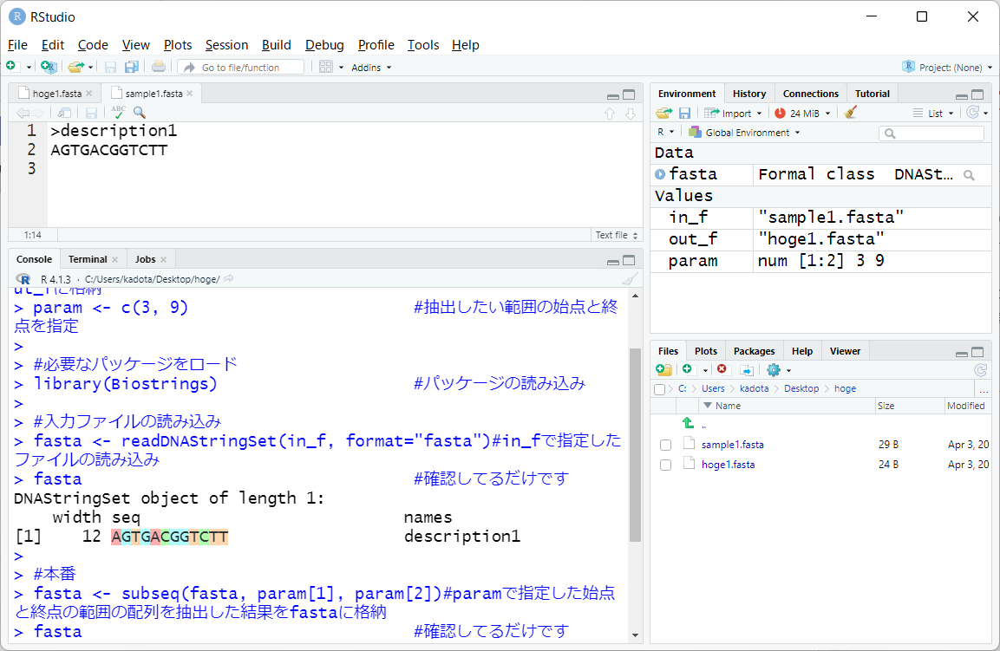 RStudio
File Edit Code View Plots Session Build Debug Profile Tools Help
Go to file/function Addins Project: (None)
hoge1.fasta sample1.fasta
ABC
1 >description1
2 AGTGACGGTCTT
3
1:14 Text file
Console Terminal Jobs
R 4.1.3 · C:/Users/kadota/Desktop/hoge/
ut_fに格納
> param <- c(3, 9) #抽出したい範囲の始点と終
点を指定
>
> #必要なパッケージをロード
> library(Biostrings) #パッケージの読み込み
>
> #入力ファイルの読み込み
> fasta <- readDNAStringSet(in_f, format="fasta")#in_fで指定した
ファイルの読み込み
> fasta #確認してるだけです
DNAStringSet object of length 1:
width seq names
[1] 12 AGTGACGGTCTT description1
>
> #本番
> fasta <- subseq(fasta, param[1], param[2])#paramで指定した始点
と終点の範囲の配列を抽出した結果をfastaに格納
> fasta #確認してるだけです
Environment History Connections Tutorial
Import 24 MiB List
R Global Environment
Data
fasta Formal class DNASt...
Values
in_f "sample1.fasta"
out_f "hoge1.fasta"
param num [1:2] 3 9
Files Plots Packages Help Viewer
C: Users kadota Desktop hoge ...
Name Size Modified
..
sample1.fasta 29 B Apr 3, 20
hoge1.fasta 24 B Apr 3, 20